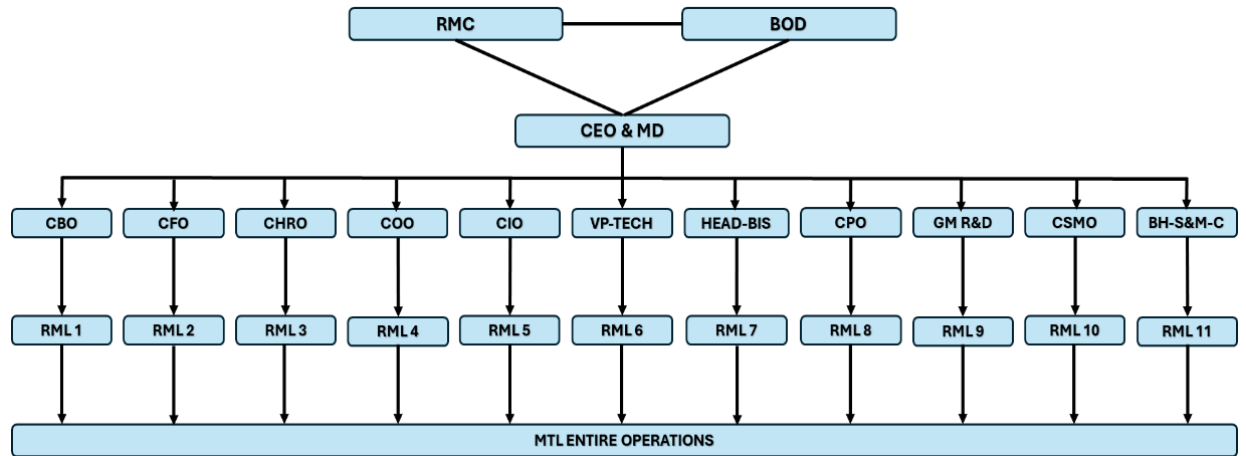 RMC
BOD
CEO & MD
CBO
CFO
CHRO
COO
CIO
VP-TECH
HEAD-BIS
CPO
GM R&D
CSMO
BH-S&M-C
RML 1
RML 2
RML 3
RML 4
RML 5
RML 6
RML 7
RML 8
RML 9
RML 10
RML 11
MTL ENTIRE OPERATIONS